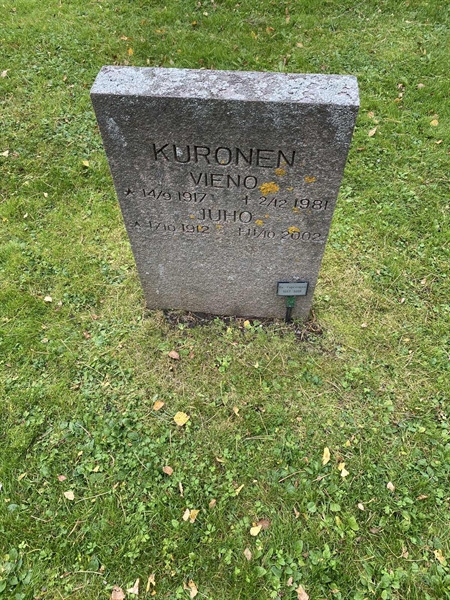 KURONEN
VIENO
* 14/9 1917 † 2/12 1981
JUHO
* 17/10 1912 † 11/10 2002